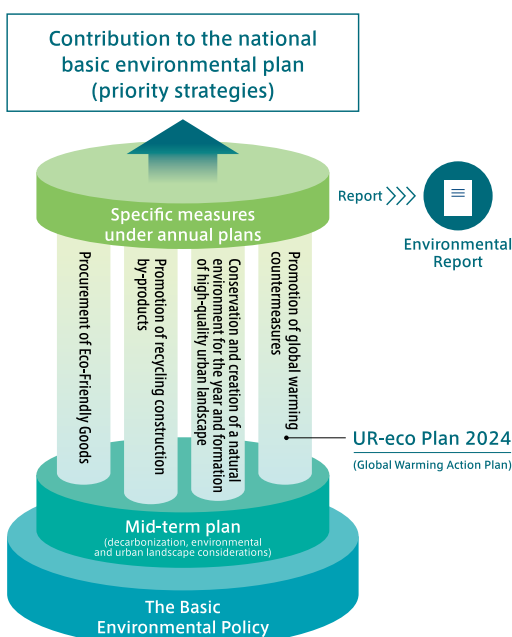 Contribution to the national
basic environmental plan
(priority strategies)
Specific measures
under annual plans
Report
Environmental
Report
Procurement of Eco-Friendly Goods
Promotion of recycling construction
by-products
Conservation and creation of a natural
environment for the year and formation
of high-quality urban landscape
Promotion of global warming
countermeasures
UR-eco Plan 2024
(Global Warming Action Plan)
Mid-term plan
(decarbonization, environmental
and urban landscape considerations)
The Basic
Environmental Policy